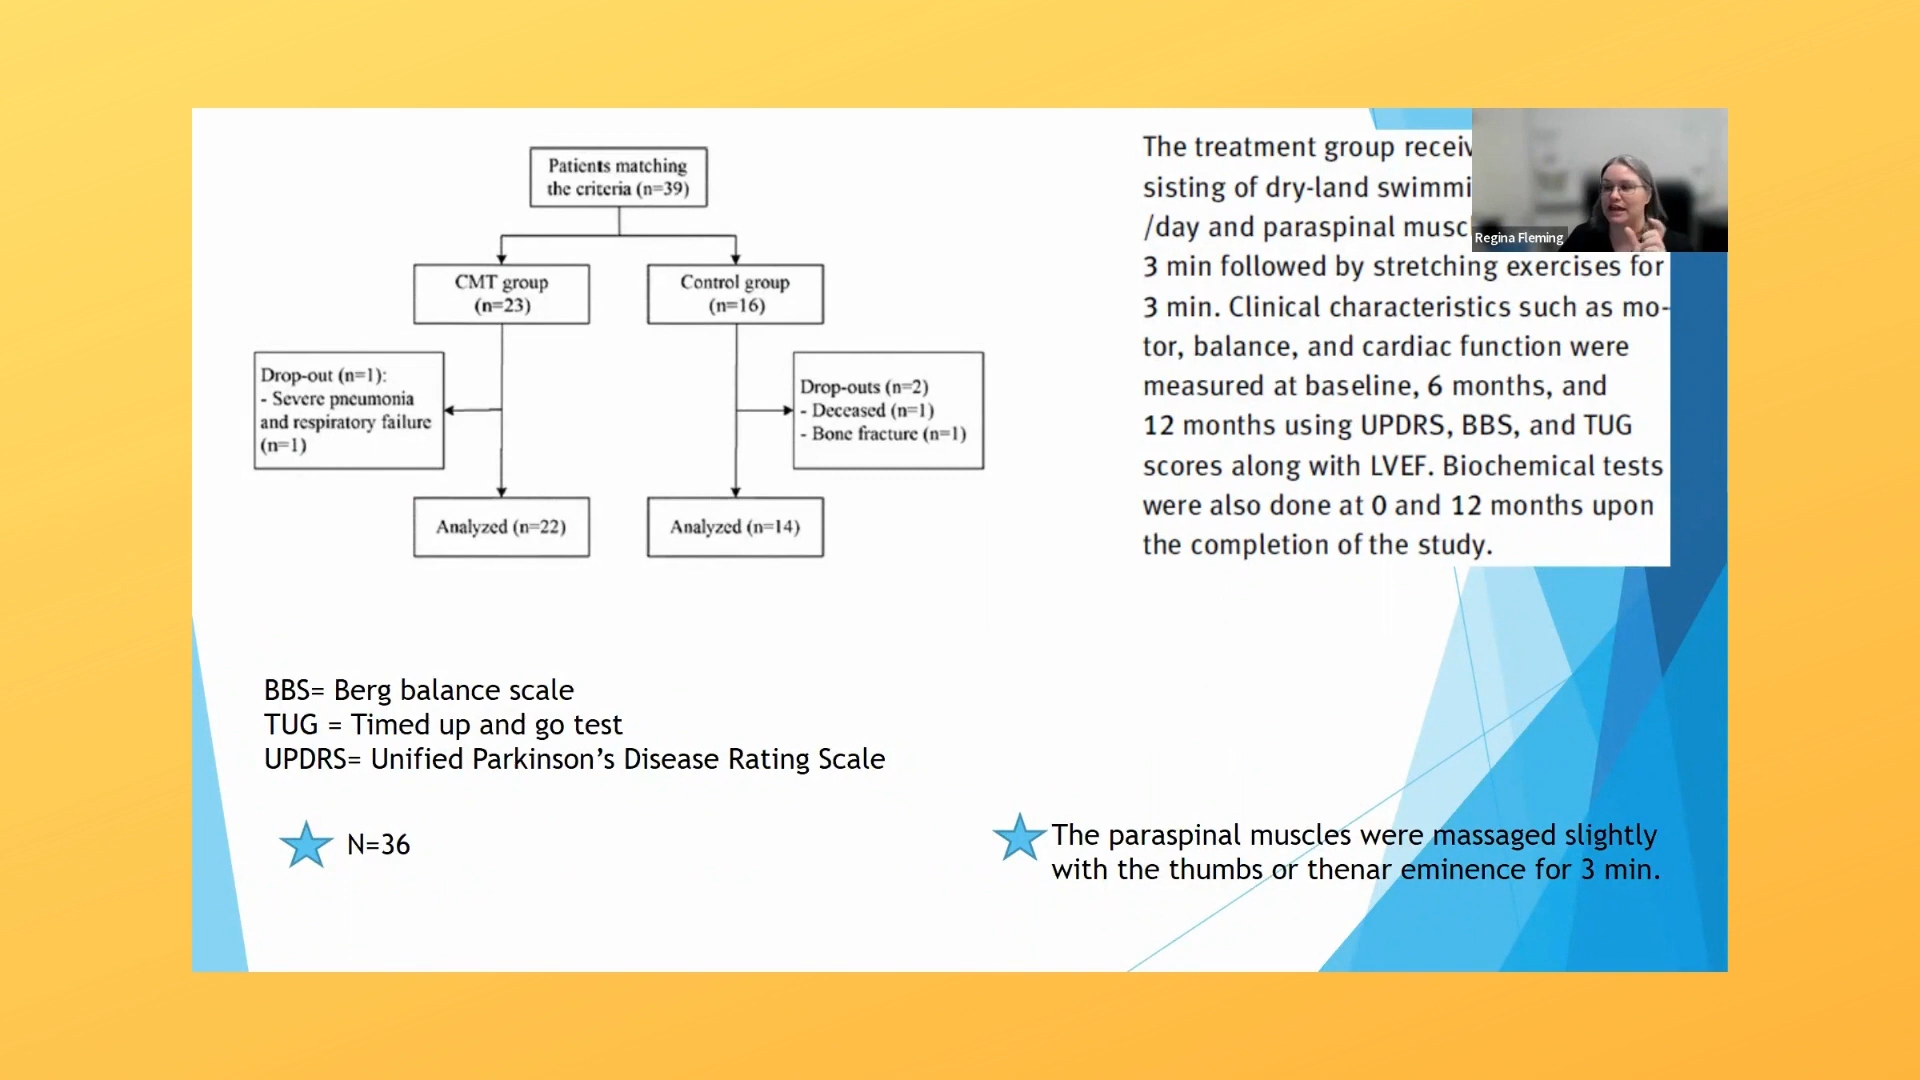 Patients matching
the criteria (n=39)
CMT group
(n=23)
Control group
(n=16)
Drop-out (n=1):
- Severe pneumonia
and respiratory failure
(n=1)
Drop-outs (n=2)
- Deceased (n=1)
- Bone fracture (n=1)
Analyzed (n=22)
Analyzed (n=14)
The treatment group
sisting of dry-land
/day and paraspinal
3 min followed by stretching exercises for
3 min. Clinical characteristics such as mo-
tor, balance, and cardiac function were
measured at baseline, 6 months, and
12 months using UPDRS, BBS, and TUG
scores along with LVEF. Biochemical tests
were also done at 0 and 12 months upon
the completion of the study.
Regina Fleming
BBS= Berg balance scale
TUG = Timed up and go test
UPDRS= Unified Parkinson’s Disease Rating Scale
N=36
The paraspinal muscles were massaged slightly
with the thumbs or thenar eminence for 3 min.